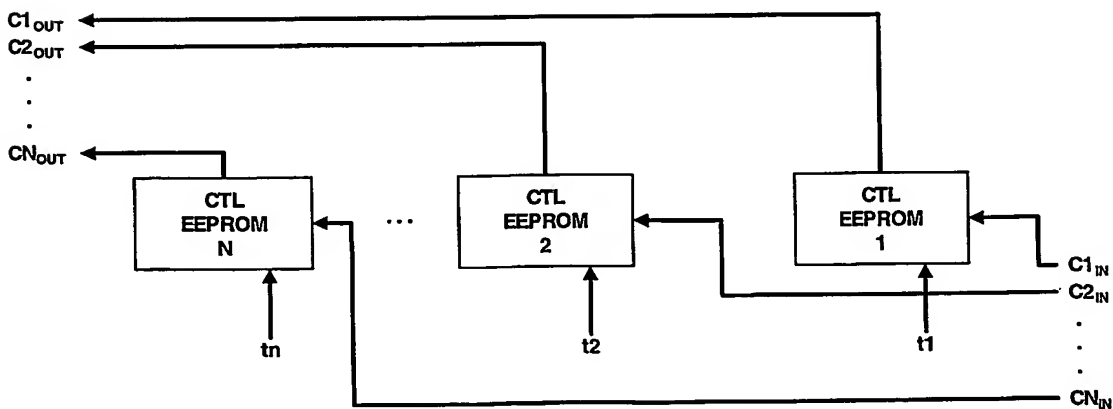 C1OUT
C2OUT
.
.
.
CNOUT
CTL
EEPROM
N
...
CTL
EEPROM
2
CTL
EEPROM
1
C1IN
C2IN
.
.
.
CNIN
tn
t2
t1